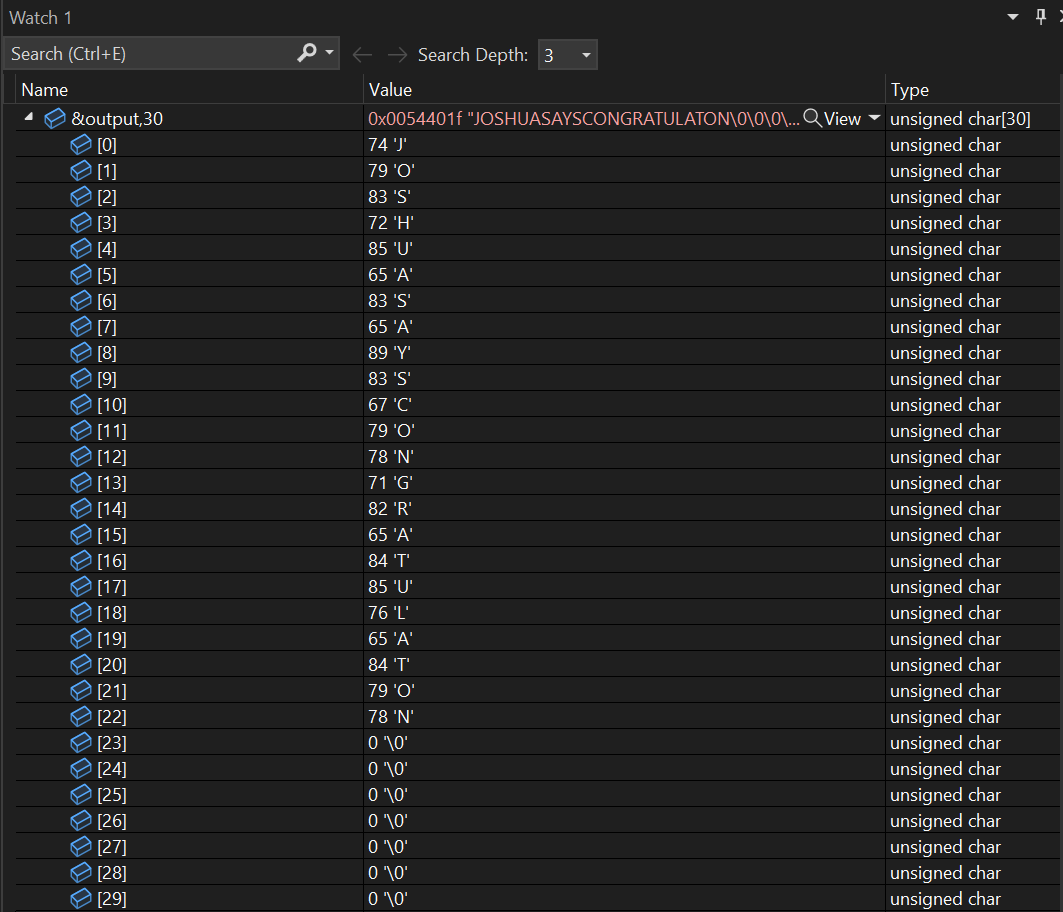 Watch 1
Search (Ctrl+E) Search Depth: 3
Name Value Type
&output,30 0x0054401f "JOSHUASAYSCONGRATULATON\0\0\0\... View unsigned char[30]
[0] 74 'J' unsigned char
[1] 79 'O' unsigned char
[2] 83 'S' unsigned char
[3] 72 'H' unsigned char
[4] 85 'U' unsigned char
[5] 65 'A' unsigned char
[6] 83 'S' unsigned char
[7] 65 'A' unsigned char
[8] 89 'Y' unsigned char
[9] 83 'S' unsigned char
[10] 67 'C' unsigned char
[11] 79 'O' unsigned char
[12] 78 'N' unsigned char
[13] 71 'G' unsigned char
[14] 82 'R' unsigned char
[15] 65 'A' unsigned char
[16] 84 'T' unsigned char
[17] 85 'U' unsigned char
[18] 76 'L' unsigned char
[19] 65 'A' unsigned char
[20] 84 'T' unsigned char
[21] 79 'O' unsigned char
[22] 78 'N' unsigned char
[23] 0 '\0' unsigned char
[24] 0 '\0' unsigned char
[25] 0 '\0' unsigned char
[26] 0 '\0' unsigned char
[27] 0 '\0' unsigned char
[28] 0 '\0' unsigned char
[29] 0 '\0' unsigned char